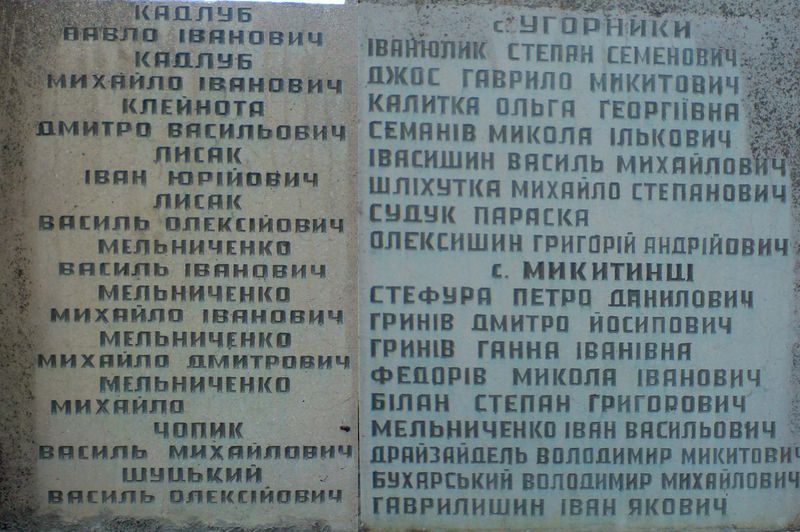 КАДЛУБ
ПАВЛО ІВАНОВИЧ
КАДЛУБ
МИХАЙЛО ІВАНОВИЧ
КЛЕЙНОТА
ДМИТРО ВАСИЛЬОВИЧ
ЛИСАК
ІВАН ЮРІЙОВИЧ
ЛИСАК
ВАСИЛЬ ОЛЕКСІЙОВИЧ
МЕЛЬНИЧЕНКО
ВАСИЛЬ ІВАНОВИЧ
МЕЛЬНИЧЕНКО
МИХАЙЛО ІВАНОВИЧ
МЕЛЬНИЧЕНКО
МИХАЙЛО ДМИТРОВИЧ
МЕЛЬНИЧЕНКО
МИХАЙЛО
ЧОПИК
ВАСИЛЬ МИХАЙЛОВИЧ
ШУЦЬКИЙ
ВАСИЛЬ ОЛЕКСІЙОВИЧ
с. УГОРНИКИ
ІВАНЮЛИК СТЕПАН СЕМЕНОВИЧ
ДЖОС ГАВРИЛО МИКИТОВИЧ
КАЛИТКА ОЛЬГА ГЕОРГІЇВНА
СЕМАНІВ МИКОЛА ІЛЬКОВИЧ
ІВАСИШИН ВАСИЛЬ МИХАЙЛОВИЧ
ШЛІХУТКА МИХАЙЛО СТЕПАНОВИЧ
СУДУК ПАРАСКА
ОЛЕКСИШИН ГРИГОРІЙ АНДРІЙОВИЧ
с. МИКИТИНЦІ
СТЕФУРА ПЕТРО ДАНИЛОВИЧ
ГРИНІВ ДМИТРО ЙОСИПОВИЧ
ГРИНІВ ГАННА ІВАНІВНА
ФЕДОРІВ МИКОЛА ІВАНОВИЧ
БІЛАН СТЕПАН ГРИГОРОВИЧ
МЕЛЬНИЧЕНКО ІВАН ВАСИЛЬОВИЧ
ДРАЙЗАЙДЕЛЬ ВОЛОДИМИР МИКИТОВИЧ
БУХАРСЬКИЙ ВОЛОДИМИР МИХАЙЛОВИЧ
ГАВРИЛИШИН ІВАН ЯКОВИЧ